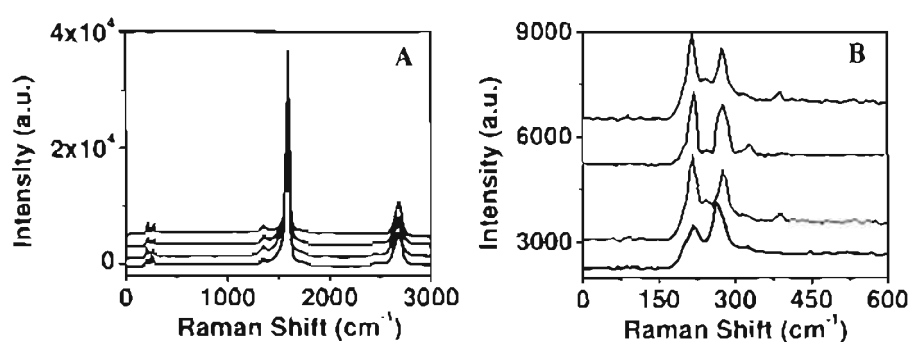 4x10⁴
2x10⁴
0
0 1000 2000 3000
Intensity (a.u.)
Raman Shift (cm⁻¹)
A
9000
6000
3000
0 150 300 450 600
Intensity (a.u.)
Raman Shift (cm⁻¹)
B